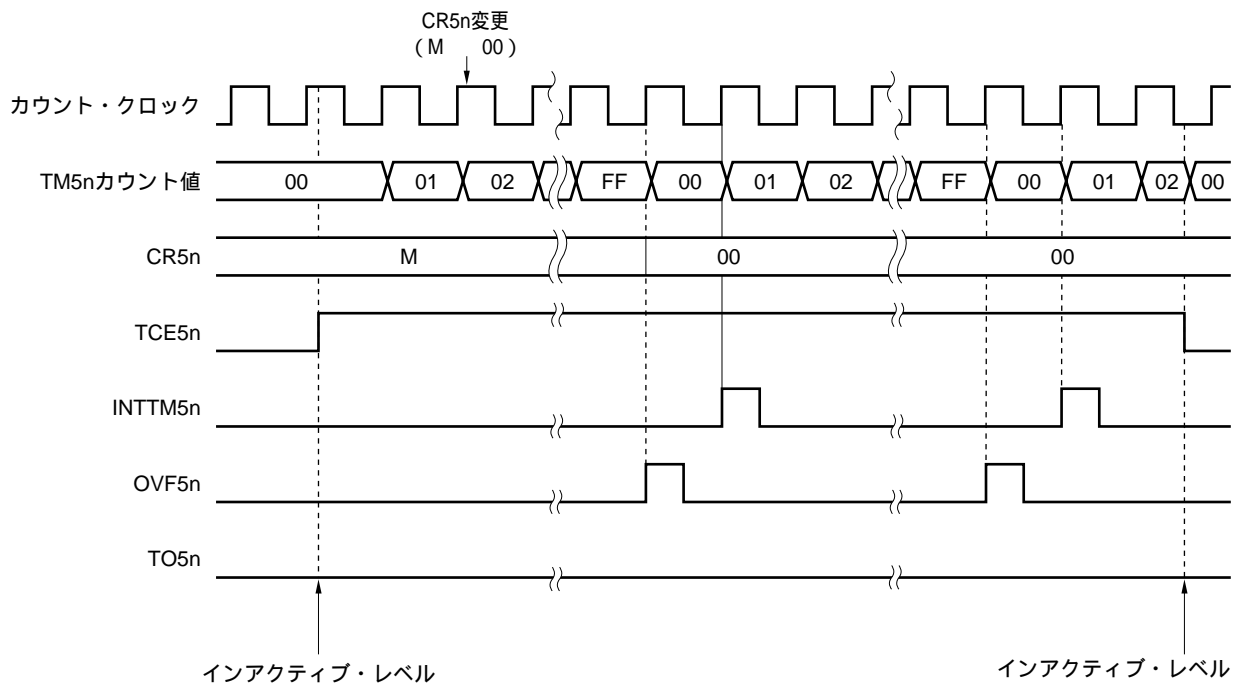 CR5n変更
（M 00）
カウント・クロック
TM5nカウント値 00 01 02 FF 00 01 02 FF 00 01 02 00
CR5n M 00 00
TCE5n
INTTM5n
OVF5n
TO5n
インアクティブ・レベル インアクティブ・レベル